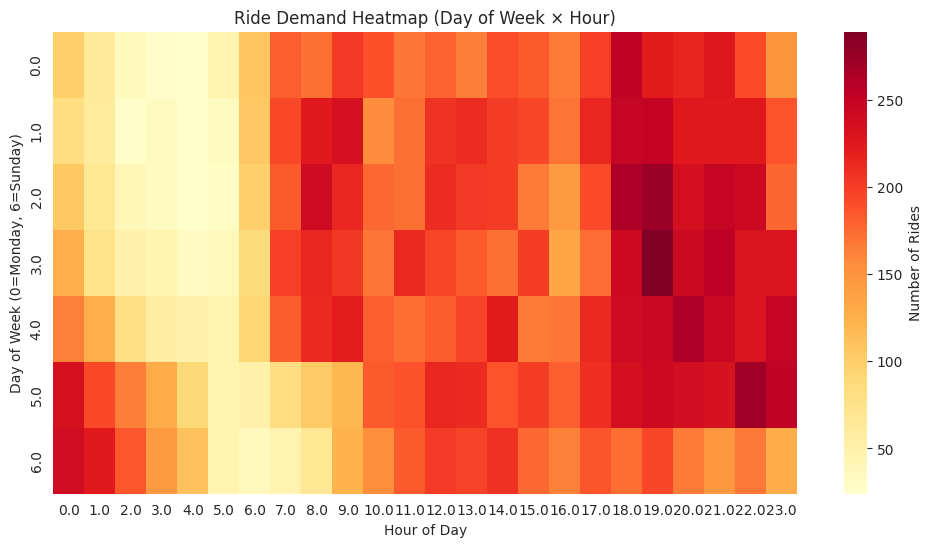 Ride Demand Heatmap (Day of Week × Hour)
Day of Week (0=Monday, 6=Sunday)
0.0
1.0
2.0
3.0
4.0
5.0
6.0
0.0 1.0 2.0 3.0 4.0 5.0 6.0 7.0 8.0 9.0 10.0 11.0 12.0 13.0 14.0 15.0 16.0 17.0 18.0 19.0 20.0 21.0 22.0 23.0
Hour of Day
250
200
150
100
50
Number of Rides